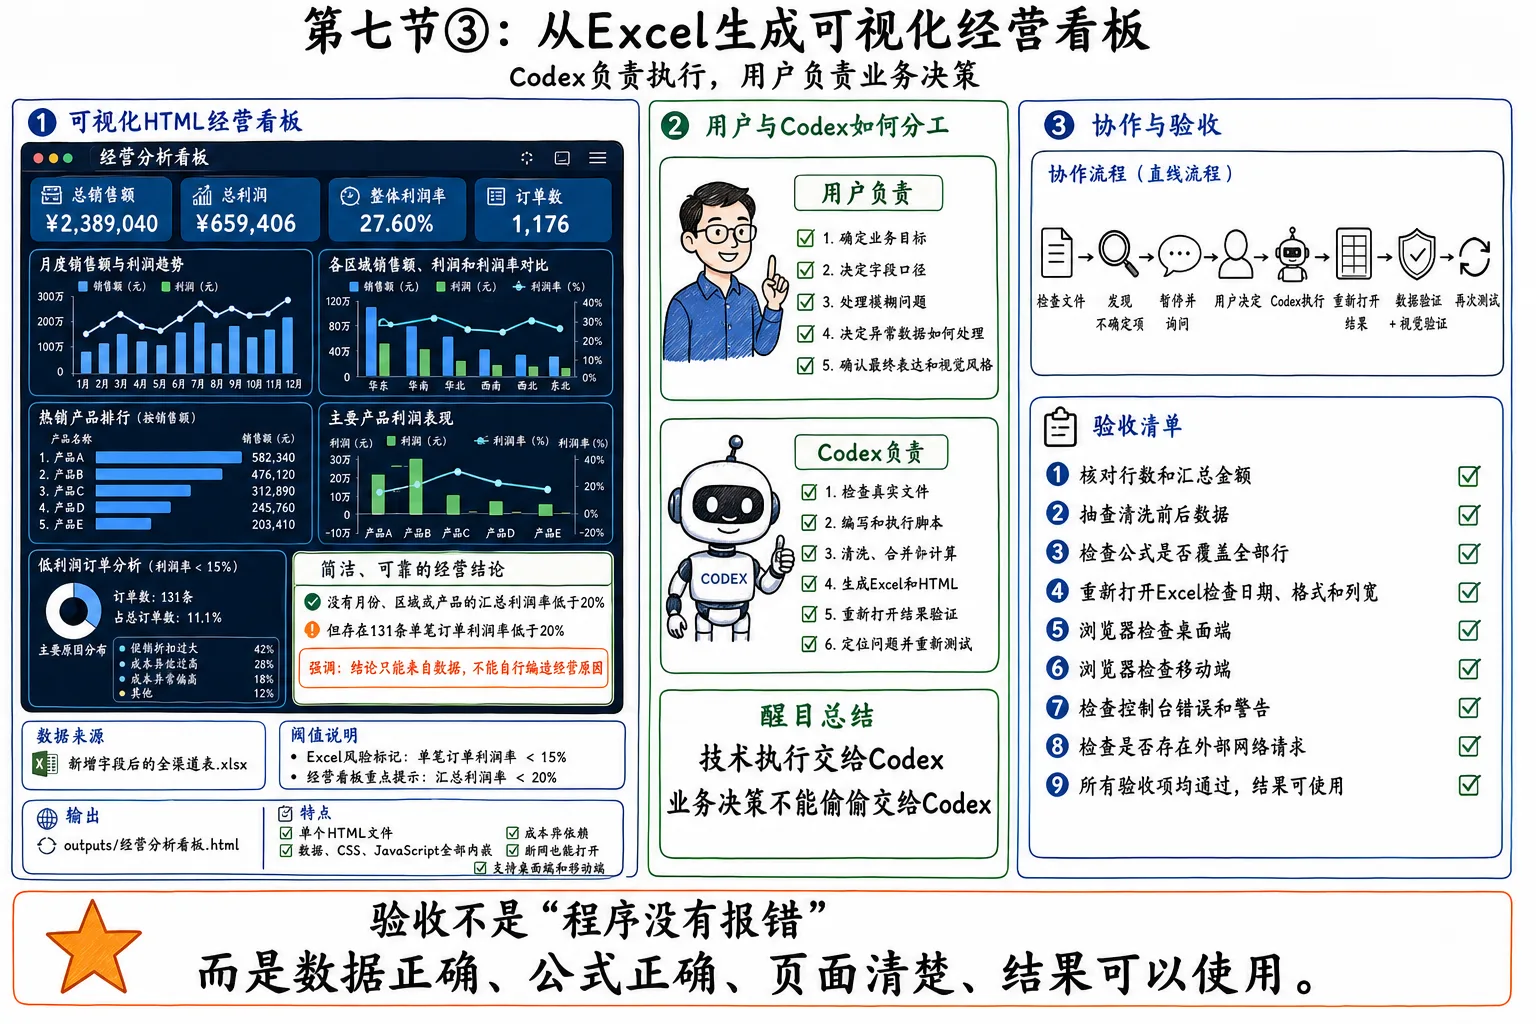 第七节③：从Excel生成可视化经营看板
Codex负责执行，用户负责业务决策
1 可视化HTML经营看板
经营分析看板
总销售额
¥2,389,040
总利润
¥659,406
整体利润率
27.60%
订单数
1,176
月度销售额与利润趋势
销售额（元） 利润（元）
300万
200万
100万
0
1月 2月 3月 4月 5月 6月 7月 8月 9月 10月 11月 12月
各区域销售额、利润和利润率对比
销售额（元） 利润（元） 利润率（%）
120万
80万
40万
0
40%
30%
20%
10%
0%
华东 华南 华北 西南 西北 东北
热销产品排行（按销售额）
产品名称 销售额（元）
1. 产品A 582,340
2. 产品B 476,120
3. 产品C 312,890
4. 产品D 245,760
5. 产品E 203,410
主要产品利润表现
利润（元） 利润（元） 利润率（%） 利润率（%）
30万
20万
10万
0
-10万
40%
20%
0%
-20%
产品A 产品B 产品C 产品D 产品E
低利润订单分析（利润率 < 15%）
订单数：131条
占总订单数：11.1%
主要原因分布
促销折扣过大 42%
成本异优过高 28%
成本异常偏高 18%
其他 12%
简洁、可靠的经营结论
没有月份、区域或产品的汇总利润率低于20%
但存在131条单笔订单利润率低于20%
强调：结论只能来自数据，不能自行编造经营原因
数据来源
新增字段后的全渠道表.xlsx
阈值说明
• Excel风险标记：单笔订单利润率 < 15%
• 经营看板重点提示：汇总利润率 < 20%
输出
outputs/经营分析看板.html
特点
单个HTML文件
成本异依赖
数据、CSS、JavaScript全部内嵌
断网也能打开
支持桌面端和移动端
2 用户与Codex如何分工
用户负责
1. 确定业务目标
2. 决定字段口径
3. 处理模糊问题
4. 决定异常数据如何处理
5. 确认最终表达和视觉风格
Codex负责
CODEX
1. 检查真实文件
2. 编写和执行脚本
3. 清洗、合并和计算
4. 生成Excel和HTML
5. 重新打开结果验证
6. 定位问题并重新测试
醒目总结
技术执行交给Codex
业务决策不能偷偷交给Codex
3 协作与验收
协作流程（直线流程）
检查文件
发现
不确定项
暂停并
询问
用户决定
Codex执行
重新打开
结果
数据验证
+视觉验证
再次测试
验收清单
1 核对行数和汇总金额
2 抽查清洗前后数据
3 检查公式是否覆盖全部行
4 重新打开Excel检查日期、格式和列宽
5 浏览器检查桌面端
6 浏览器检查移动端
7 检查控制台错误和警告
8 检查是否存在外部网络请求
9 所有验收项均通过，结果可使用
验收不是“程序没有报错”
而是数据正确、公式正确、页面清楚、结果可以使用。